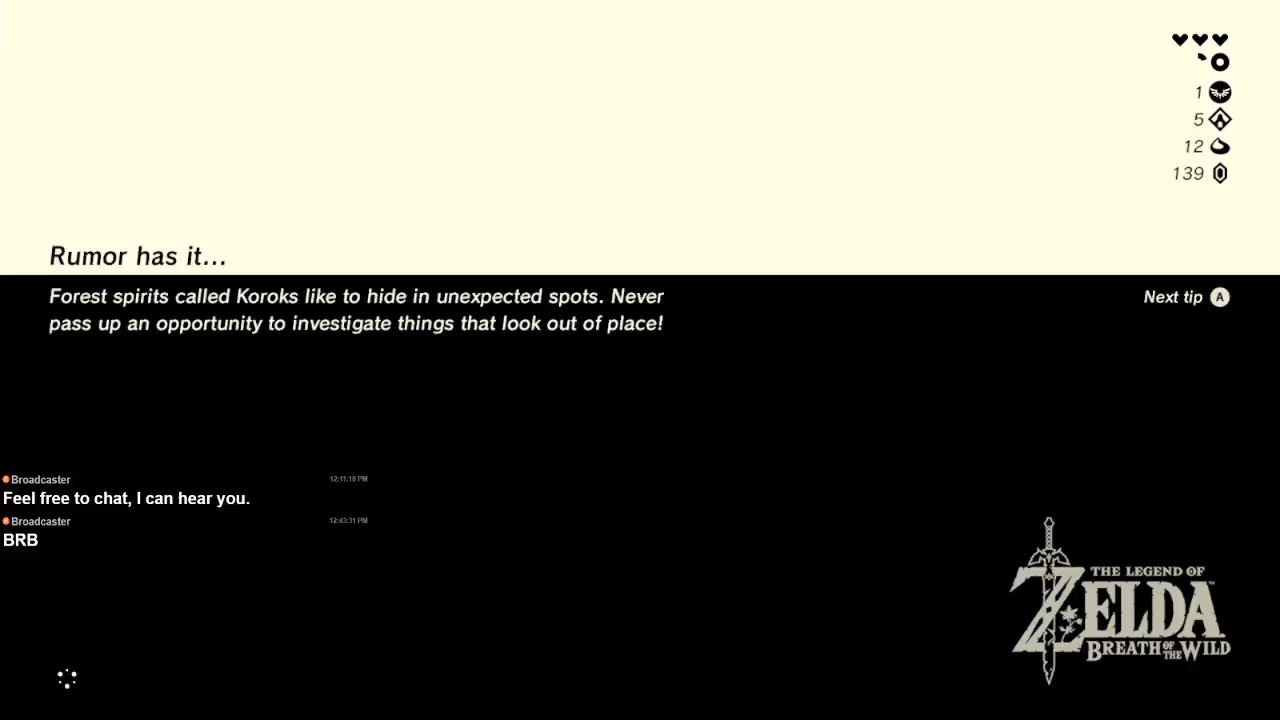 1
5
12
139
Rumor has it...
Forest spirits called Koroks like to hide in unexpected spots. Never
pass up an opportunity to investigate things that look out of place!
Next tip A
Broadcaster 12:11:18 PM
Feel free to chat, I can hear you.
Broadcaster 12:43:31 PM
BRB
THE LEGEND OF
ZELDA™
BREATH OF THE WILD